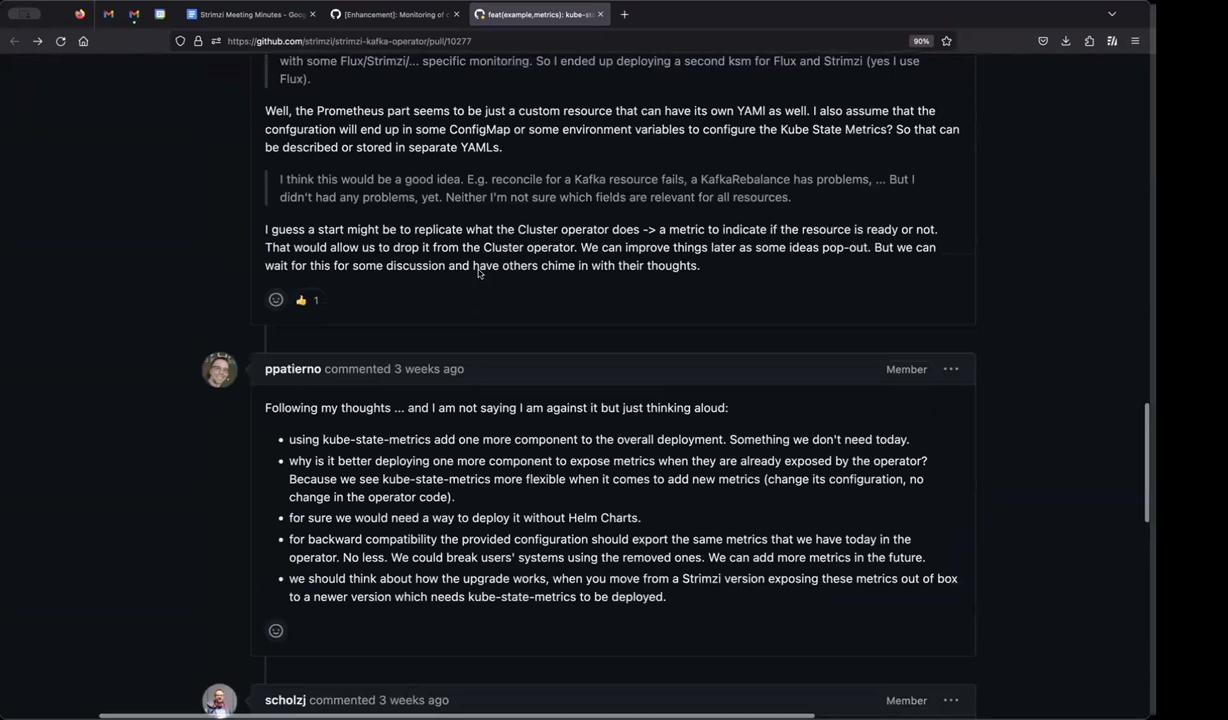 Strimzi Meeting Minutes - Goo
[Enhancement]: Monitoring of c
feat(example,metrics): kube-sta
https://github.com/strimzi/strimzi-kafka-operator/pull/10277
90%
with some Flux/Strimzi/... specific monitoring. So I ended up deploying a second ksm for Flux and Strimzi (yes I use
Flux).
Well, the Prometheus part seems to be just a custom resource that can have its own YAMl as well. I also assume that the
confguration will end up in some ConfigMap or some environment variables to configure the Kube State Metrics? So that can
be described or stored in separate YAMLs.
I think this would be a good idea. E.g. reconcile for a Kafka resource fails, a KafkaRebalance has problems, ... But I
didn't had any problems, yet. Neither I'm not sure which fields are relevant for all resources.
I guess a start might be to replicate what the Cluster operator does -> a metric to indicate if the resource is ready or not.
That would allow us to drop it from the Cluster operator. We can improve things later as some ideas pop-out. But we can
wait for this for some discussion and have others chime in with their thoughts.
👍 1
ppatierno commented 3 weeks ago
Member
Following my thoughts ... and I am not saying I am against it but just thinking aloud:
• using kube-state-metrics add one more component to the overall deployment. Something we don't need today.
• why is it better deploying one more component to expose metrics when they are already exposed by the operator?
Because we see kube-state-metrics more flexible when it comes to add new metrics (change its configuration, no
change in the operator code).
• for sure we would need a way to deploy it without Helm Charts.
• for backward compatibility the provided configuration should export the same metrics that we have today in the
operator. No less. We could break users' systems using the removed ones. We can add more metrics in the future.
• we should think about how the upgrade works, when you move from a Strimzi version exposing these metrics out of box
to a newer version which needs kube-state-metrics to be deployed.
scholzj commented 3 weeks ago
Member